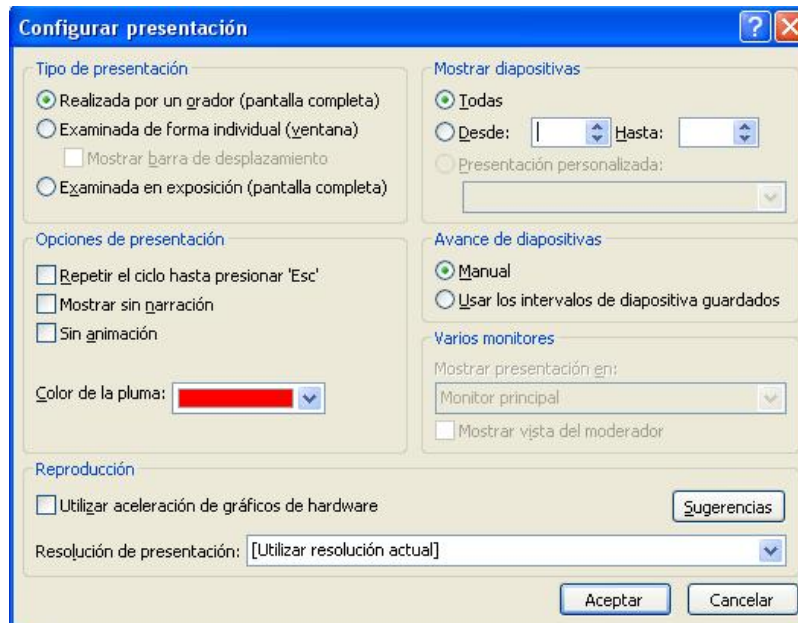 Configurar presentación
Tipo de presentación
Realizada por un orador (pantalla completa)
Examinada de forma individual (ventana)
Mostrar barra de desplazamiento
Examinada en exposición (pantalla completa)
Mostrar diapositivas
Todas
Desde: Hasta:
Presentación personalizada:
Opciones de presentación
Repetir el ciclo hasta presionar 'Esc'
Mostrar sin narración
Sin animación
Color de la pluma:
Avance de diapositivas
Manual
Usar los intervalos de diapositiva guardados
Varios monitores
Mostrar presentación en:
Monitor principal
Mostrar vista del moderador
Reproducción
Utilizar aceleración de gráficos de hardware
Sugerencias
Resolución de presentación: [Utilizar resolución actual]
Aceptar Cancelar